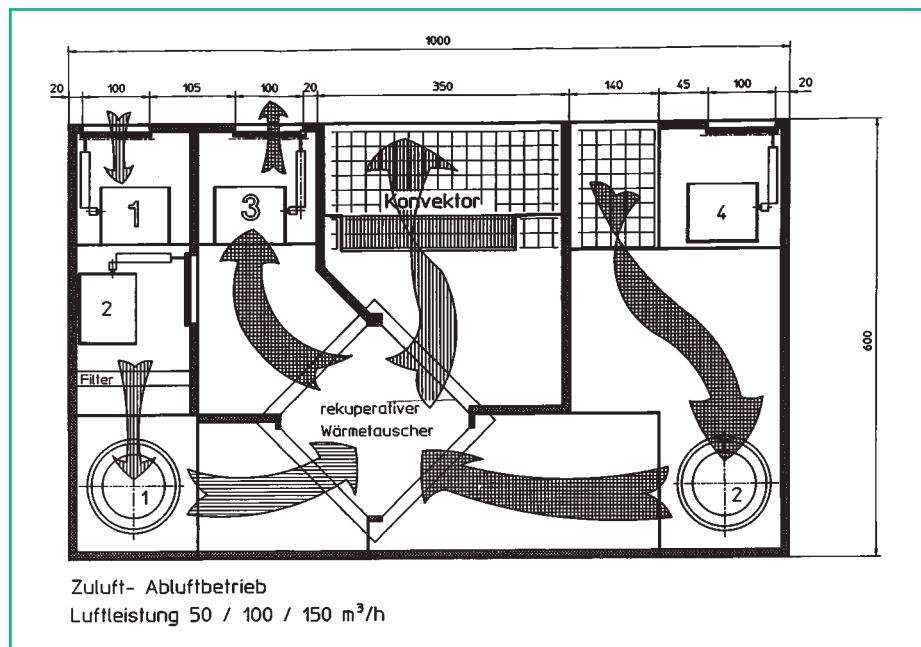 1000
20 100 105 100 20 350 140 45 100 20
1 3 Konvektor 4
2
600
Filter
rekuperativer
Wärmetauscher
1 2
Zuluft- Abluftbetrieb
Luftleistung 50 / 100 / 150 m³/h